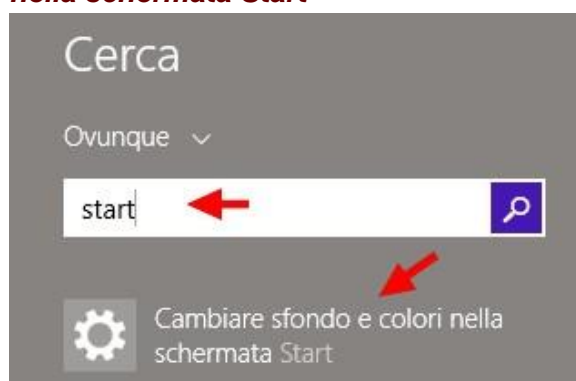 nella schermata Start
Cerca
Ovunque
start
Cambiare sfondo e colori nella
schermata Start